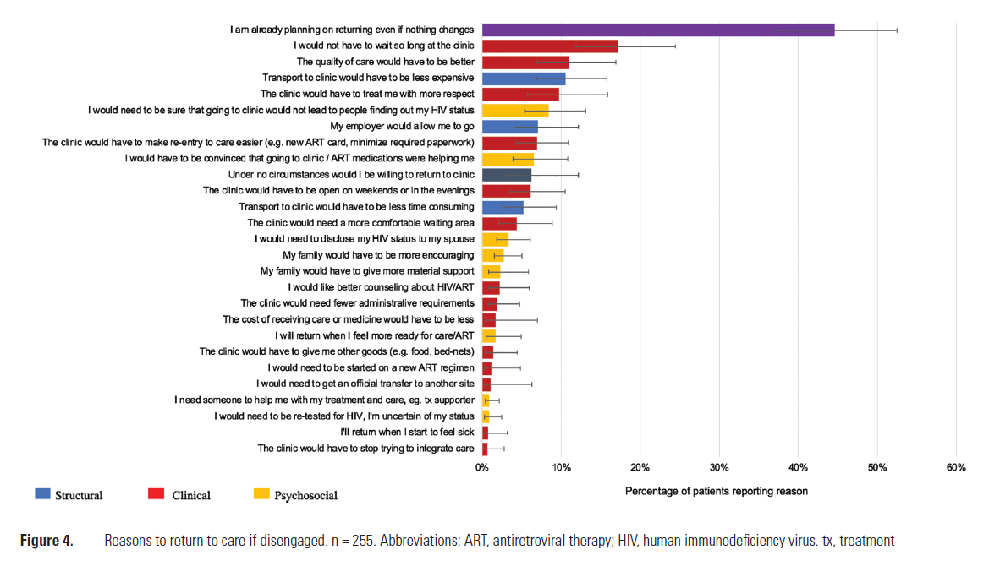 I am already planning on returning even if nothing changes
I would not have to wait so long at the clinic
The quality of care would have to be better
Transport to clinic would have to be less expensive
The clinic would have to treat me with more respect
I would need to be sure that going to clinic would not lead to people finding out my HIV status
My employer would allow me to go
The clinic would have to make re-entry to care easier (e.g. new ART card, minimize required paperwork)
I would have to be convinced that going to clinic / ART medications were helping me
Under no circumstances would I be willing to return to clinic
The clinic would have to be open on weekends or in the evenings
Transport to clinic would have to be less time consuming
The clinic would need a more comfortable waiting area
I would need to disclose my HIV status to my spouse
My family would have to be more encouraging
My family would have to give more material support
I would like better counseling about HIV/ART
The clinic would need fewer administrative requirements
The cost of receiving care or medicine would have to be less
I will return when I feel more ready for care/ART
The clinic would have to give me other goods (e.g. food, bed-nets)
I would need to be started on a new ART regimen
I would need to get an official transfer to another site
I need someone to help me with my treatment and care, eg. tx supporter
I would need to be re-tested for HIV, I'm uncertain of my status
I'll return when I start to feel sick
The clinic would have to stop trying to integrate care
0% 10% 20% 30% 40% 50% 60%
Percentage of patients reporting reason
Structural Clinical Psychosocial
Figure 4. Reasons to return to care if disengaged. n = 255. Abbreviations: ART, antiretroviral therapy; HIV, human immunodeficiency virus. tx, treatment